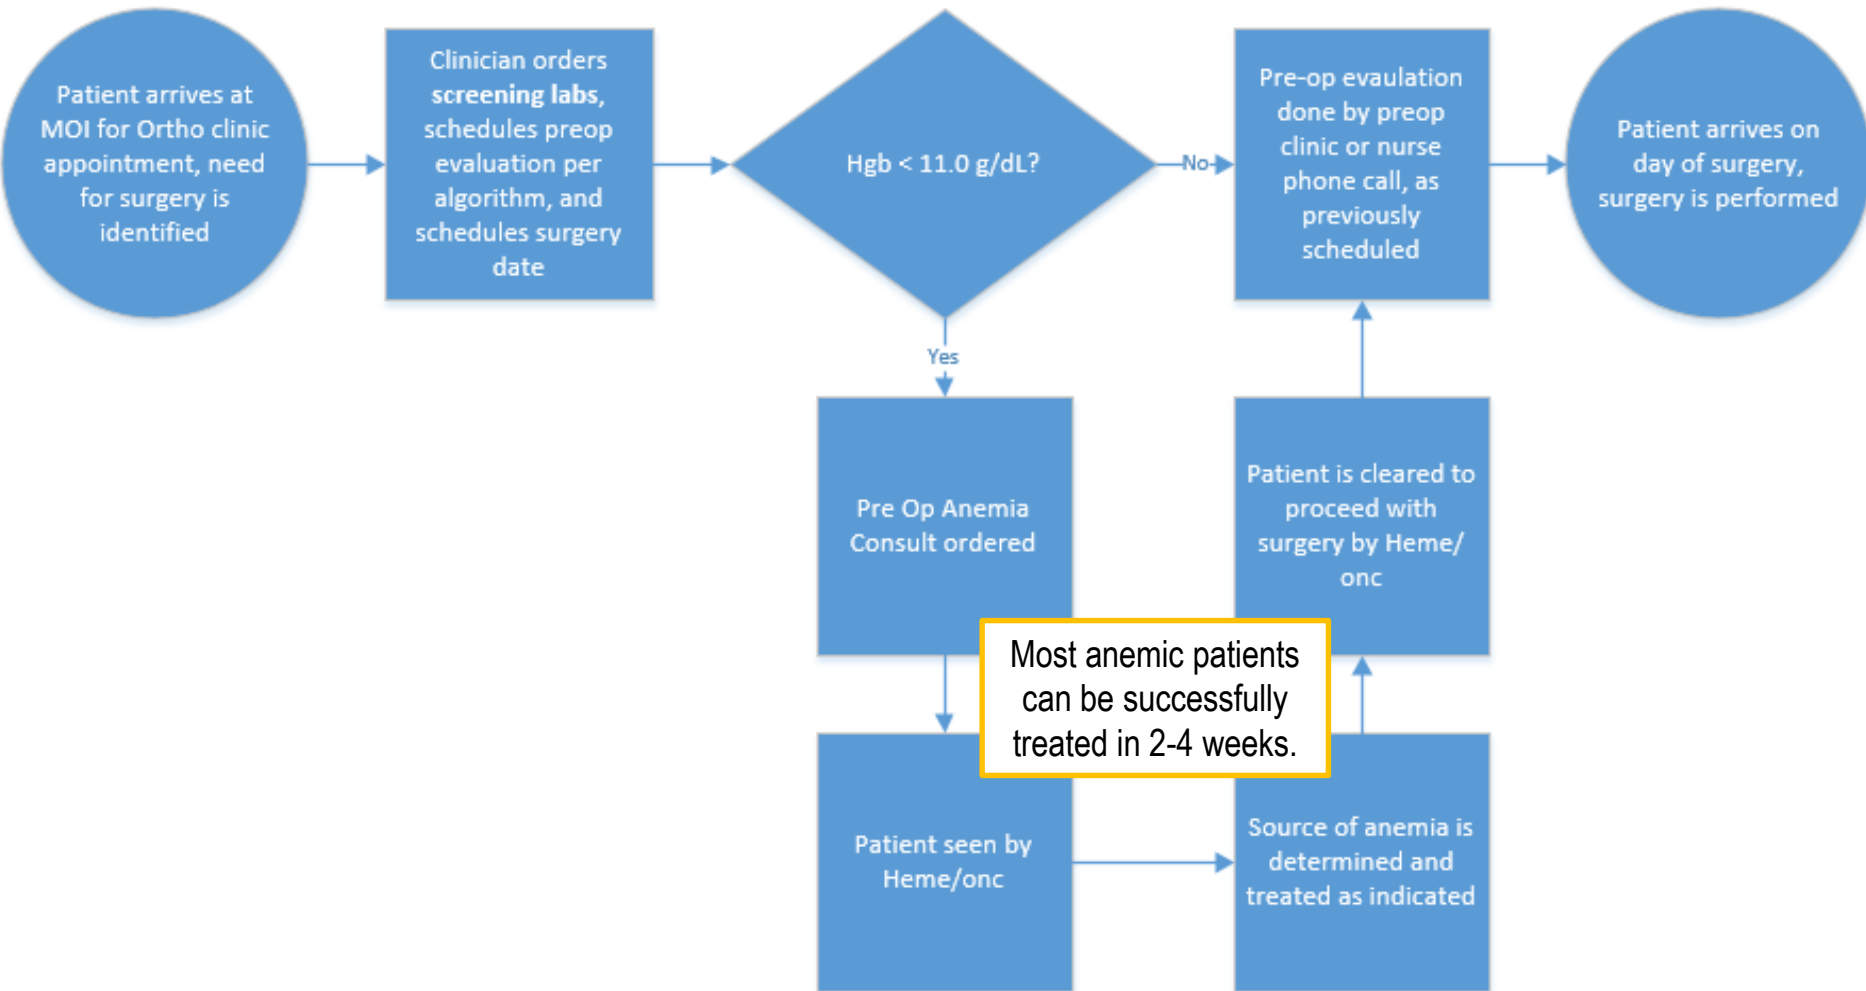 Patient arrives at
MOI for Ortho clinic
appointment, need
for surgery is
identified
Clinician orders
screening labs,
schedules preop
evaluation per
algorithm, and
schedules surgery
date
Hgb < 11.0 g/dL?
No
Pre-op evaulation
done by preop
clinic or nurse
phone call, as
previously
scheduled
Patient arrives on
day of surgery,
surgery is performed
Yes
Pre Op Anemia
Consult ordered
Patient is cleared to
proceed with
surgery by Heme/
onc
Most anemic patients
can be successfully
treated in 2-4 weeks.
Patient seen by
Heme/onc
Source of anemia is
determined and
treated as indicated